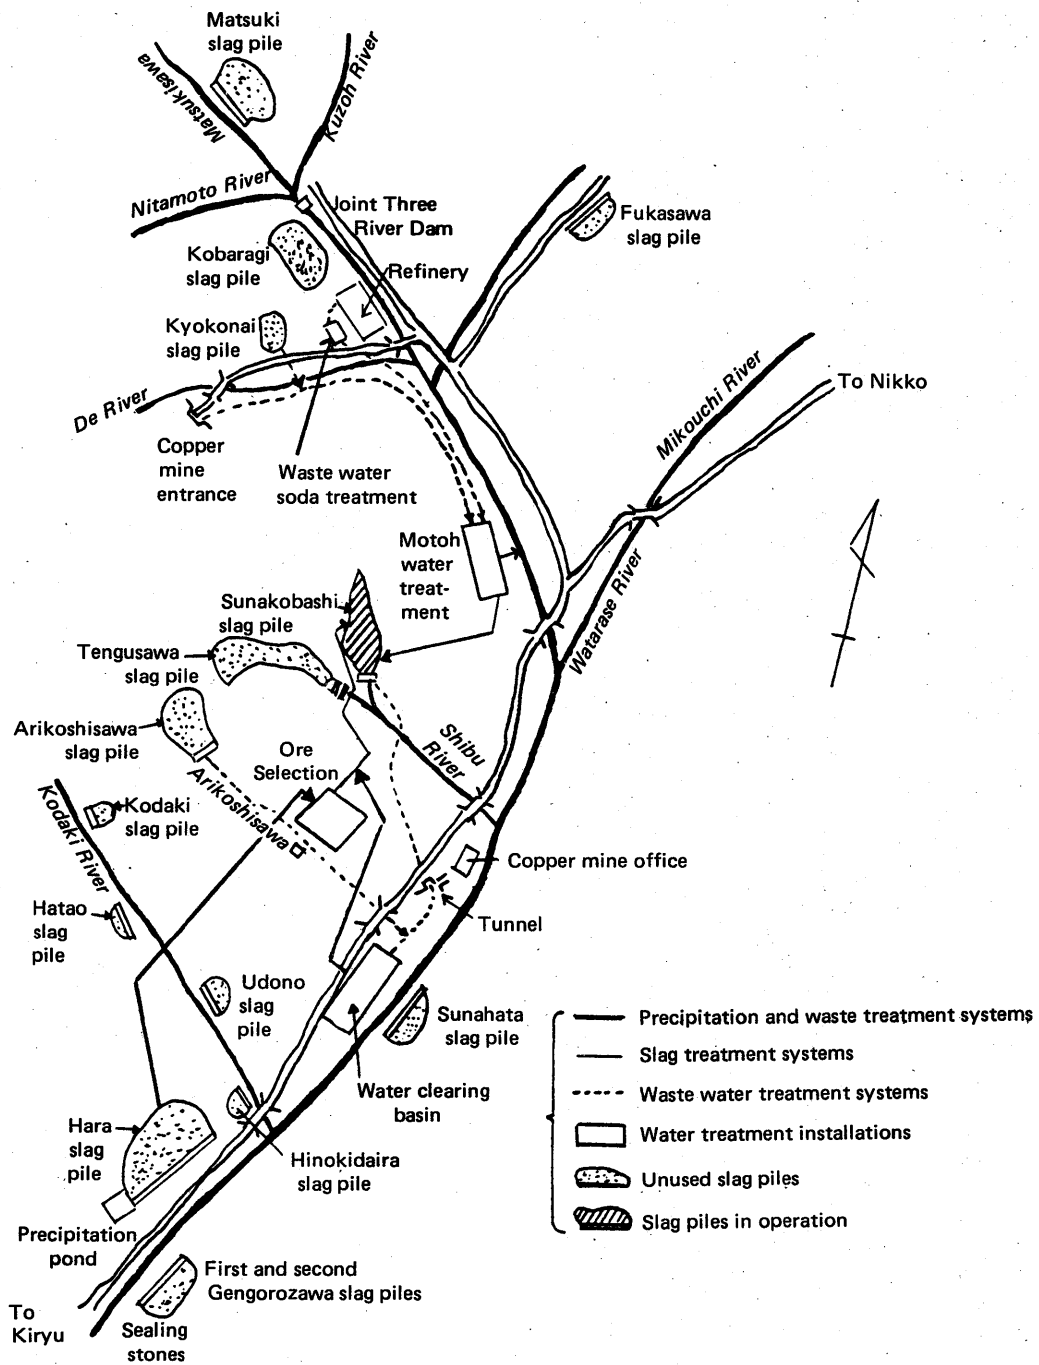 Matsuki
slag pile
Matsukisawa
Kuzoh River
Nitamoto River
Joint Three
River Dam
Fukasawa
slag pile
Kobaragi
slag pile
Refinery
Kyokonai
slag pile
De River
Mikouchi River
To Nikko
Copper
mine
entrance
Waste water
soda treatment
Motoh
water
treat-
ment
Sunakobashi
slag pile
Watarase River
Tengusawa
slag pile
Arikoshisawa
slag pile
Shibu
River
Ore
Selection
Arikoshisawa
Kodaki River
Kodaki
slag pile
Copper mine office
Hatao
slag
pile
Tunnel
Udono
slag
pile
Sunahata
slag pile
Water clearing
basin
Precipitation and waste treatment systems
Slag treatment systems
Waste water treatment systems
Water treatment installations
Unused slag piles
Slag piles in operation
Hara
slag
pile
Hinokidaira
slag pile
Precipitation
pond
First and second
Gengorozawa slag piles
To
Kiryu
Sealing
stones